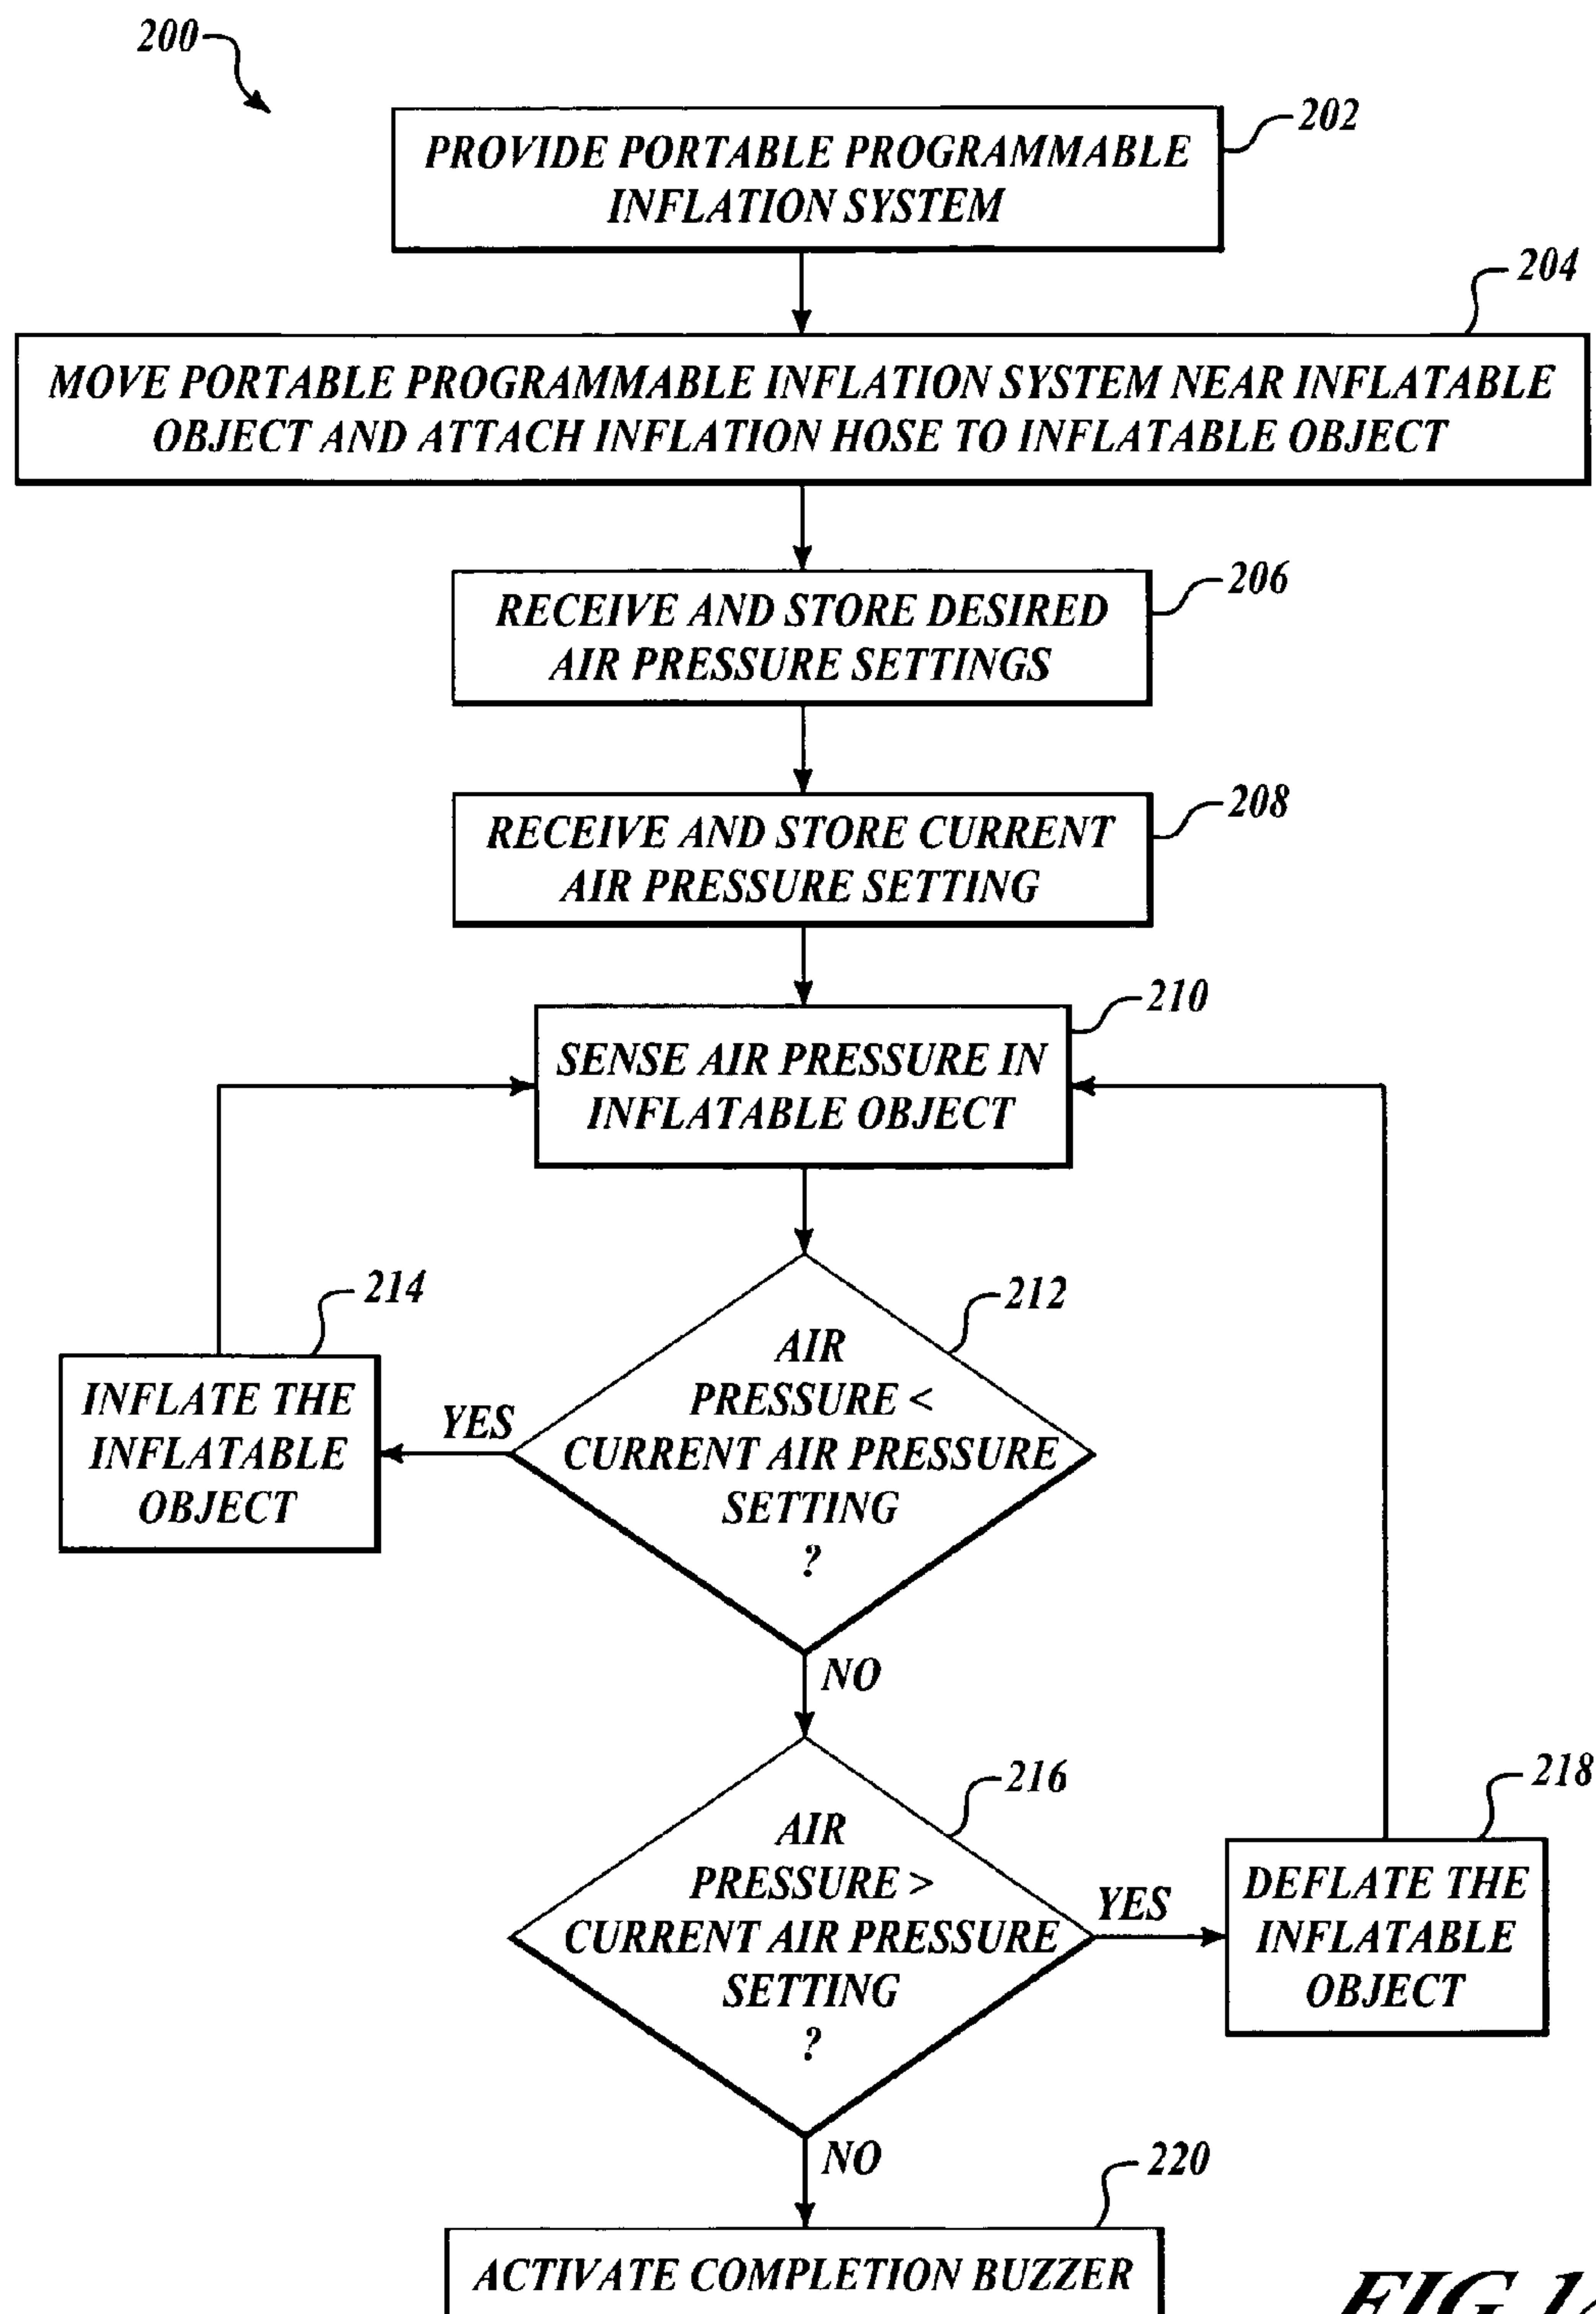 200
202
PROVIDE PORTABLE PROGRAMMABLE
INFLATION SYSTEM
204
MOVE PORTABLE PROGRAMMABLE INFLATION SYSTEM NEAR INFLATABLE
OBJECT AND ATTACH INFLATION HOSE TO INFLATABLE OBJECT
206
RECEIVE AND STORE DESIRED
AIR PRESSURE SETTINGS
208
RECEIVE AND STORE CURRENT
AIR PRESSURE SETTING
210
SENSE AIR PRESSURE IN
INFLATABLE OBJECT
214
INFLATE THE
INFLATABLE
OBJECT
YES
212
AIR
PRESSURE <
CURRENT AIR PRESSURE
SETTING
?
NO
216
AIR
PRESSURE >
CURRENT AIR PRESSURE
SETTING
?
YES
218
DEFLATE THE
INFLATABLE
OBJECT
NO
220
ACTIVATE COMPLETION BUZZER